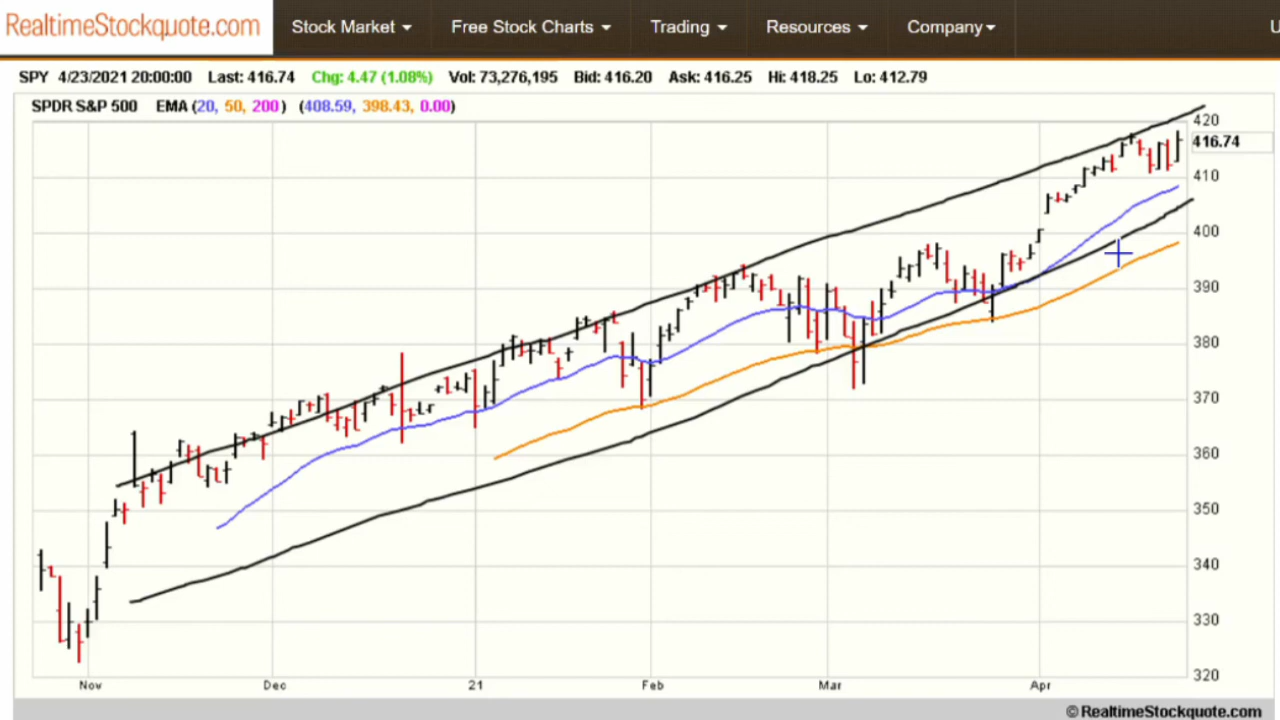 RealtimeStockquote.com Stock Market Free Stock Charts Trading Resources Company U
SPY 4/23/2021 20:00:00 Last: 416.74 Chg: 4.47 (1.08%) Vol: 73,276,195 Bid: 416.20 Ask: 416.25 Hi: 418.25 Lo: 412.79
SPDR S&P 500 EMA (20, 50, 200) (408.59, 398.43, 0.00)
420
416.74
410
400
390
380
370
360
350
340
330
320
Nov Dec 21 Feb Mar Apr
© RealtimeStockquote.com